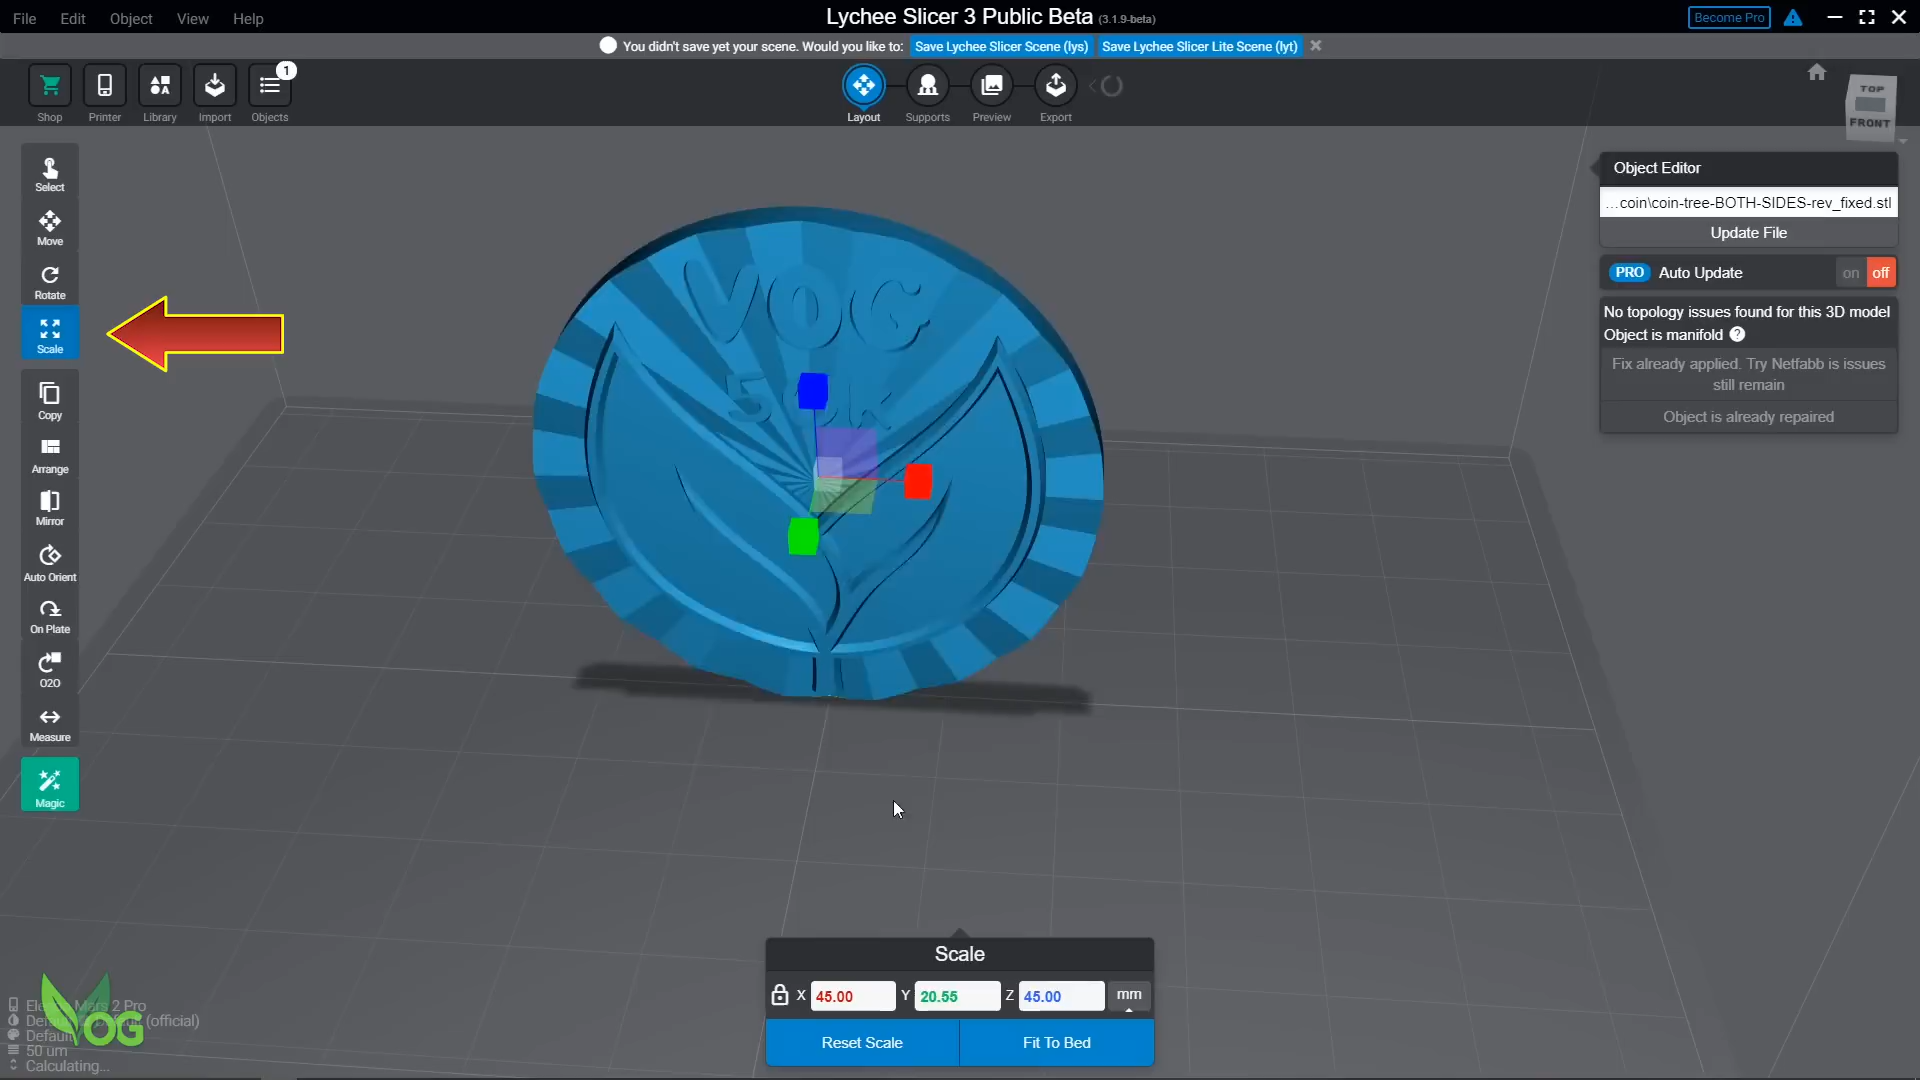 File Edit Object View Help
Lychee Slicer 3 Public Beta (3.1.9-beta)
Become Pro
You didn't save yet your scene. Would you like to: Save Lychee Slicer Scene (lys) Save Lychee Slicer Lite Scene (lyt)
1
Shop Printer Library Import Objects
Layout Supports Preview Export
TOP
FRONT
Select
Move
Rotate
Scale
Copy
Arrange
Mirror
Auto Orient
On Plate
O2O
Measure
Magic
Object Editor
...coin\coin-tree-BOTH-SIDES-rev_fixed.stl
Update File
PRO Auto Update on off
No topology issues found for this 3D model
Object is manifold ?
Fix already applied. Try Netfabb is issues
still remain
Object is already repaired
VOG
Mars 2 Pro
(official)
Default
50 um
Calculating...
OG
Scale
X 45.00 Y 20.55 Z 45.00 mm
Reset Scale Fit To Bed